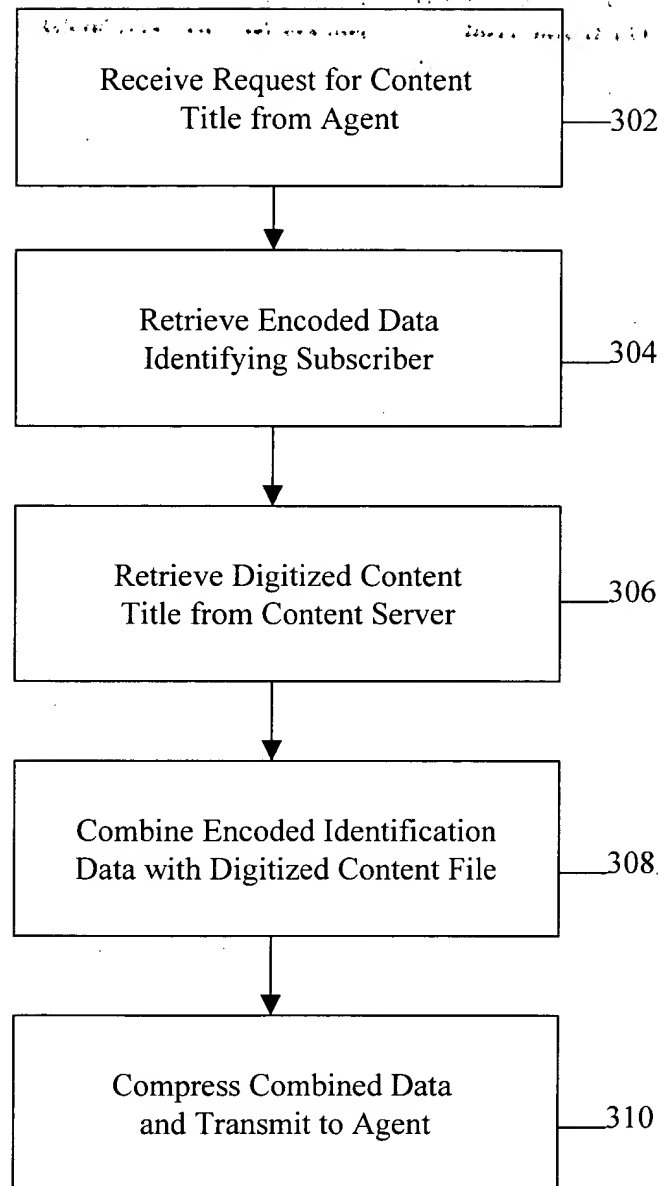 Receive Request for Content
Title from Agent
302
Retrieve Encoded Data
Identifying Subscriber
304
Retrieve Digitized Content
Title from Content Server
306
Combine Encoded Identification
Data with Digitized Content File
308
Compress Combined Data
and Transmit to Agent
310